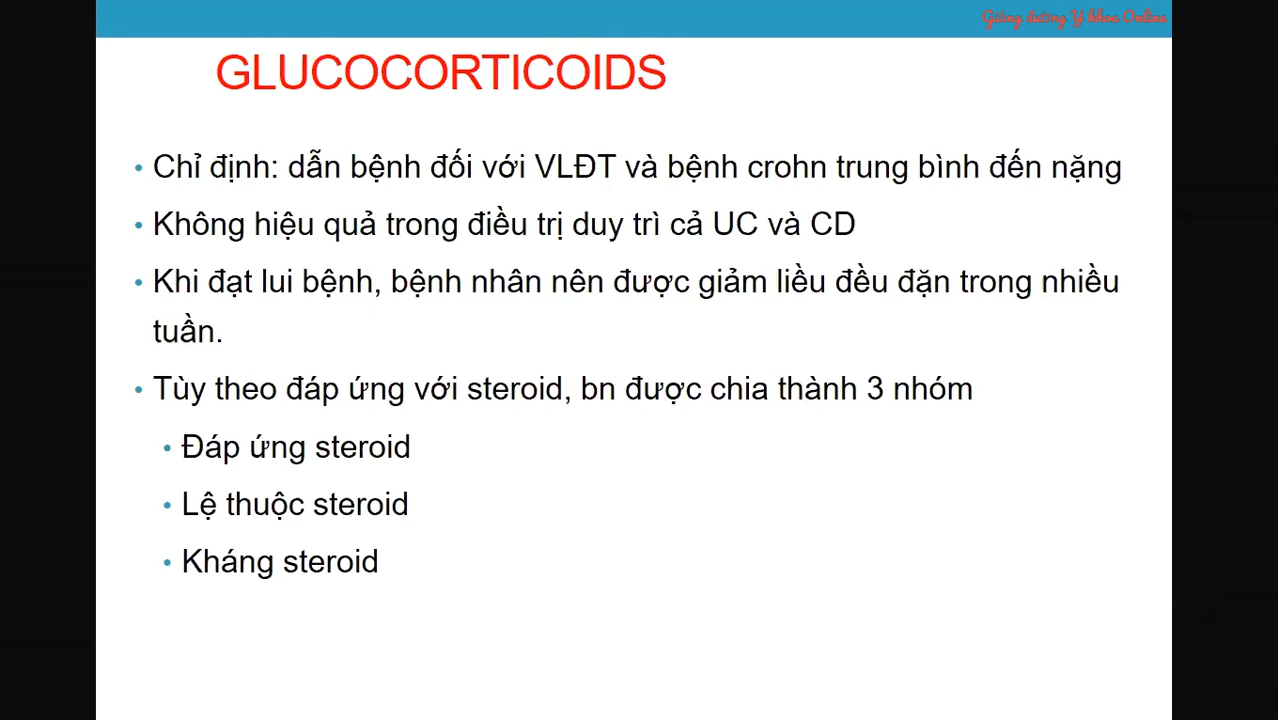 Giảng đường Y khoa Online
GLUCOCORTICOIDS
• Chỉ định: dẫn bệnh đối với VLĐT và bệnh crohn trung bình đến nặng
• Không hiệu quả trong điều trị duy trì cả UC và CD
• Khi đạt lui bệnh, bệnh nhân nên được giảm liều đều đặn trong nhiều
tuần.
• Tùy theo đáp ứng với steroid, bn được chia thành 3 nhóm
• Đáp ứng steroid
• Lệ thuộc steroid
• Kháng steroid